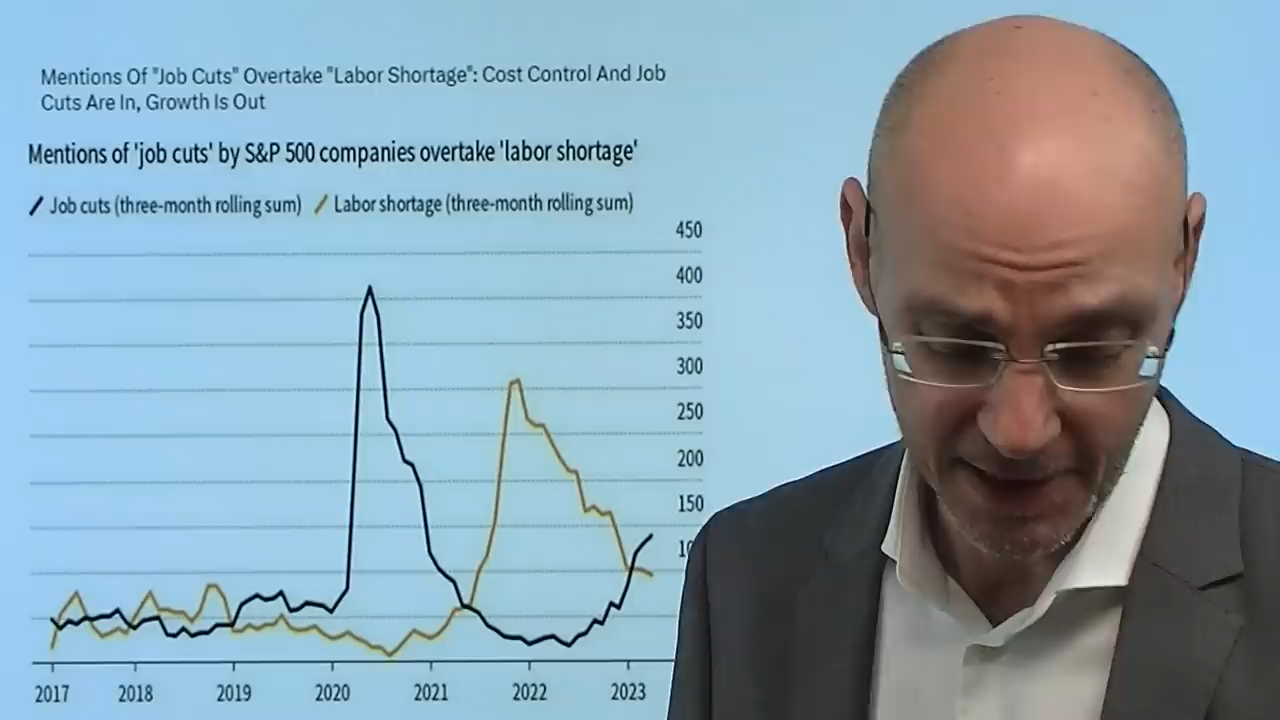 Mentions Of "Job Cuts" Overtake "Labor Shortage": Cost Control And Job
Cuts Are In, Growth Is Out
Mentions of 'job cuts' by S&P 500 companies overtake 'labor shortage'
Job cuts (three-month rolling sum) Labor shortage (three-month rolling sum)
450
400
350
300
250
200
150
2017 2018 2019 2020 2021 2022 2023